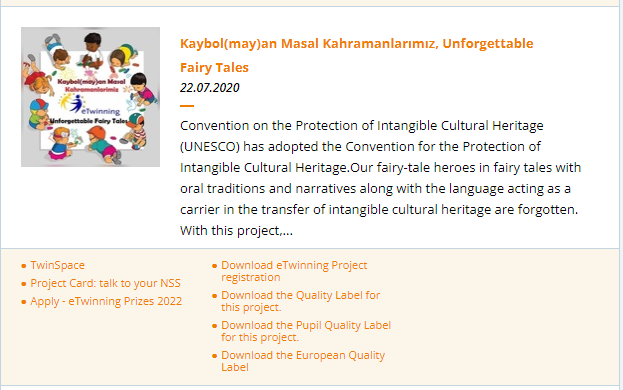 Kaybol(may)an Masal
Kahramanlarimiz
eTwinning
Unforgettable Fairy Tales
Kaybol(may)an Masal Kahramanlarımız, Unforgettable
Fairy Tales
22.07.2020
Convention on the Protection of Intangible Cultural Heritage
(UNESCO) has adopted the Convention for the Protection of
Intangible Cultural Heritage.Our fairy-tale heroes in fairy tales with
oral traditions and narratives along with the language acting as a
carrier in the transfer of intangible cultural heritage are forgotten.
With this project,...
TwinSpace
Project Card: talk to your NSS
Apply - eTwinning Prizes 2022
Download eTwinning Project
registration
Download the Quality Label for
this project.
Download the Pupil Quality Label
for this project.
Download the European Quality
Label